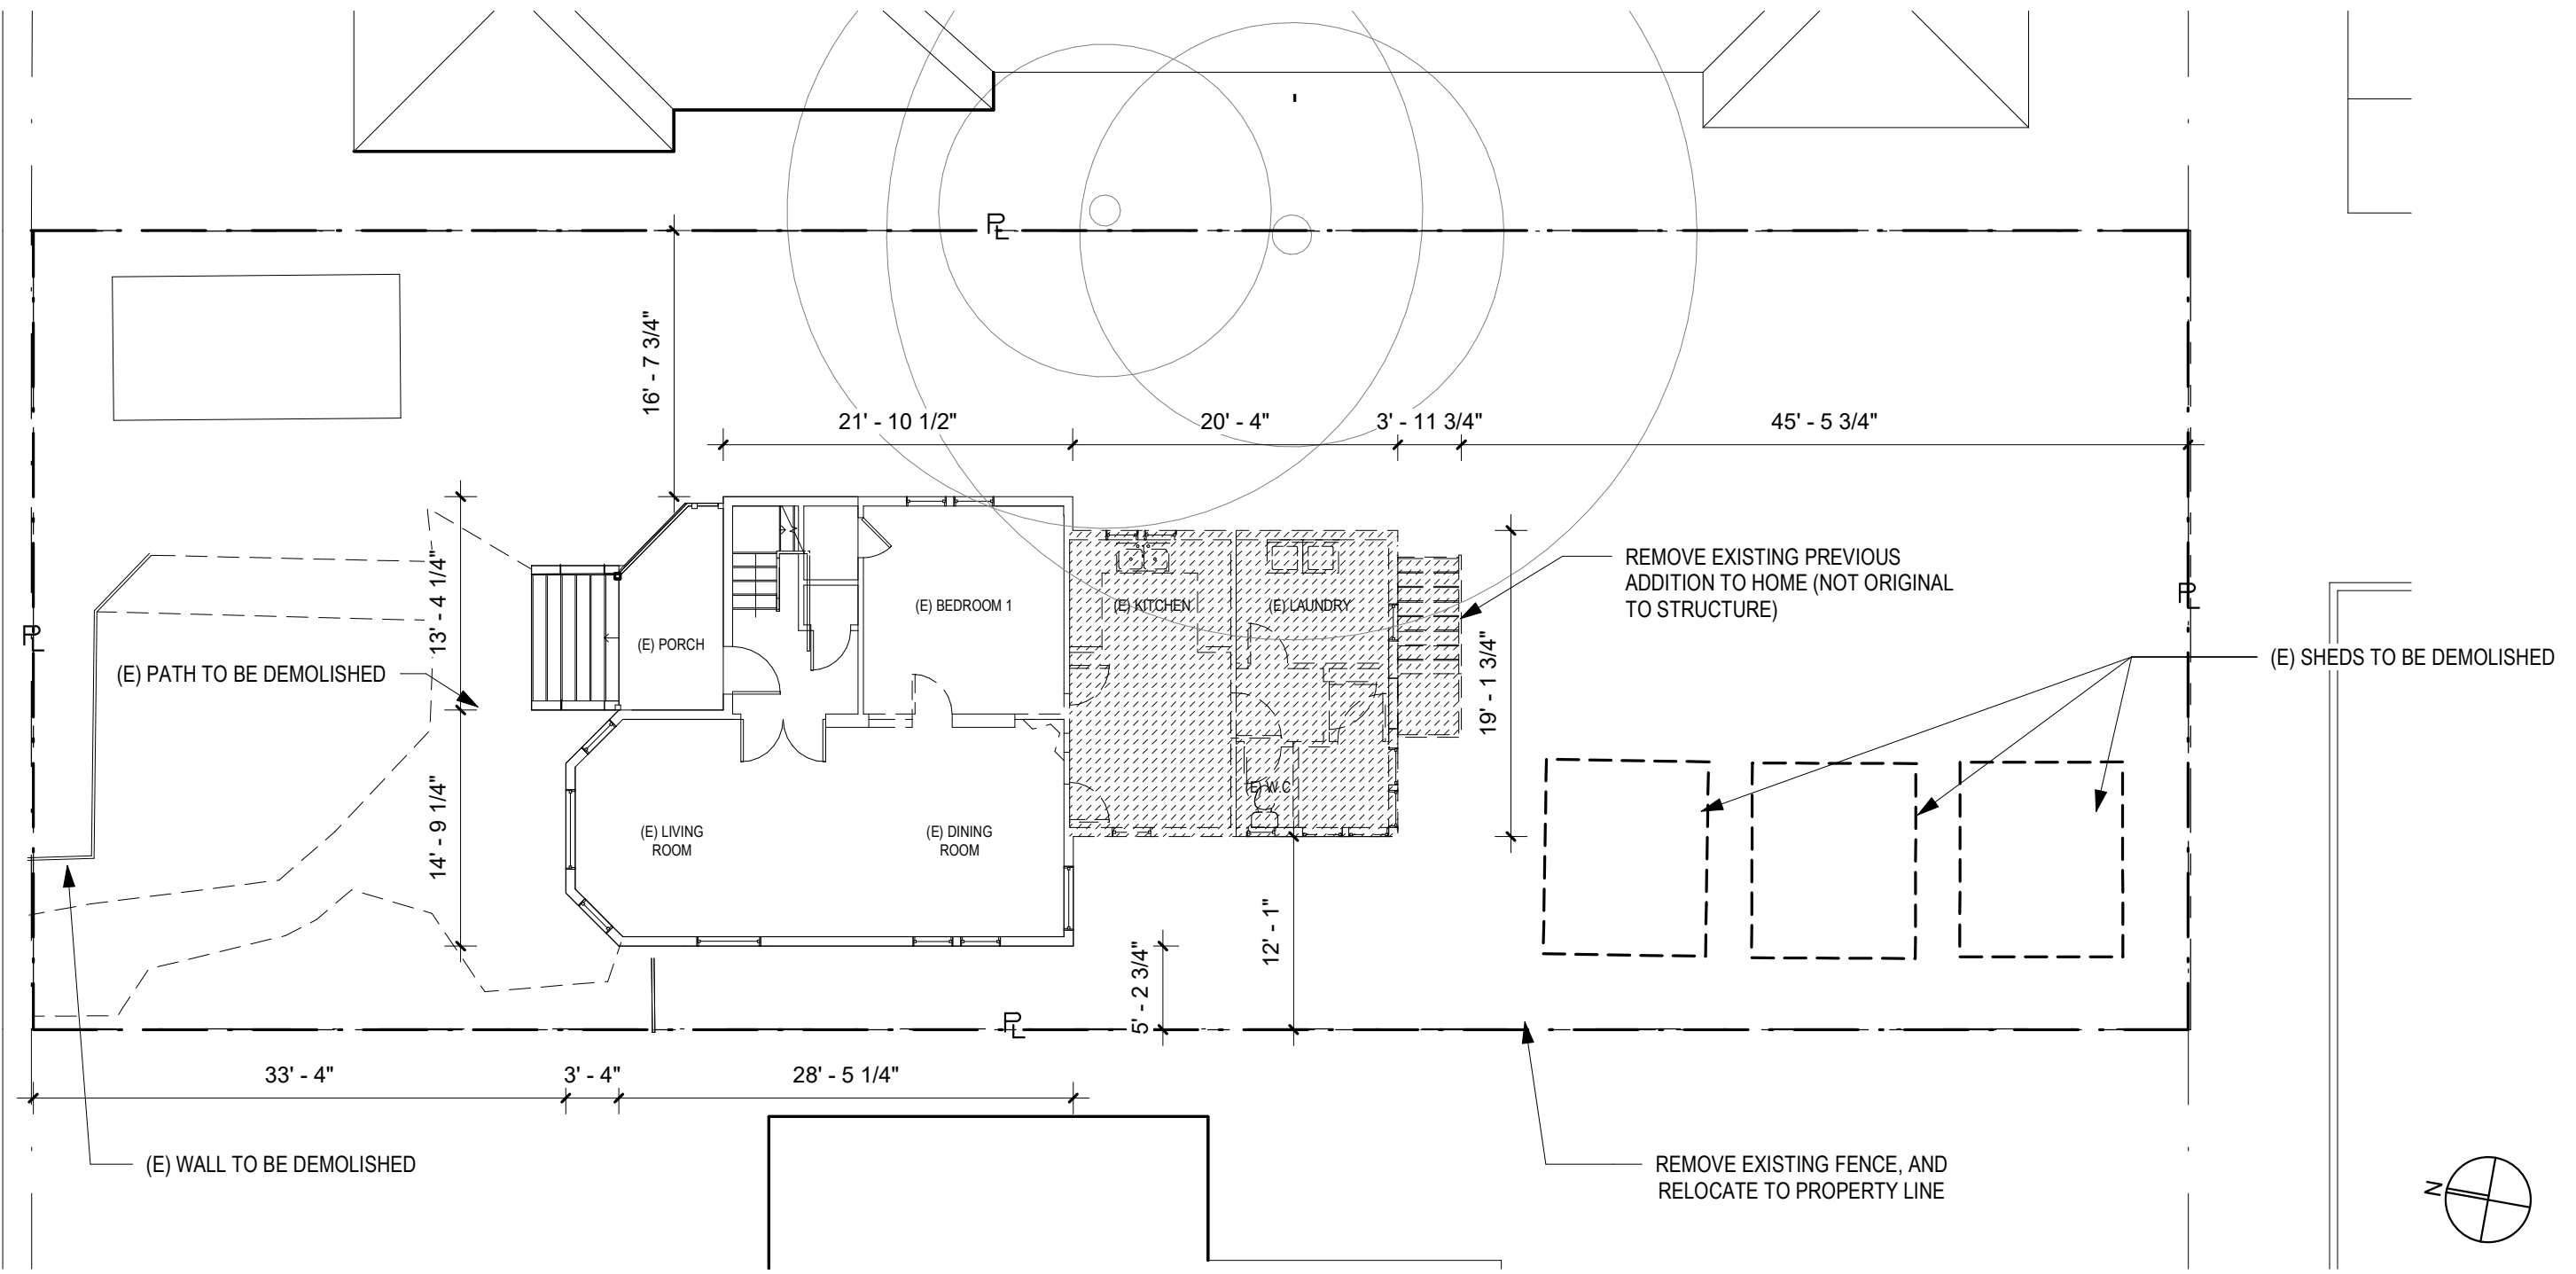 PL
16' - 7 3/4"
21' - 10 1/2"
20' - 4"
3' - 11 3/4"
45' - 5 3/4"
13' - 4 1/4"
14' - 9 1/4"
19' - 1 3/4"
12' - 1"
5' - 2 3/4"
REMOVE EXISTING PREVIOUS
ADDITION TO HOME (NOT ORIGINAL
TO STRUCTURE)
(E) BEDROOM 1
(E) KITCHEN
(E) LAUNDRY
PL
PL
(E) PORCH
(E) SHEDS TO BE DEMOLISHED
(E) PATH TO BE DEMOLISHED
(E) W.C
(E) LIVING
ROOM
(E) DINING
ROOM
PL
33' - 4"
3' - 4"
28' - 5 1/4"
(E) WALL TO BE DEMOLISHED
REMOVE EXISTING FENCE, AND
RELOCATE TO PROPERTY LINE
N